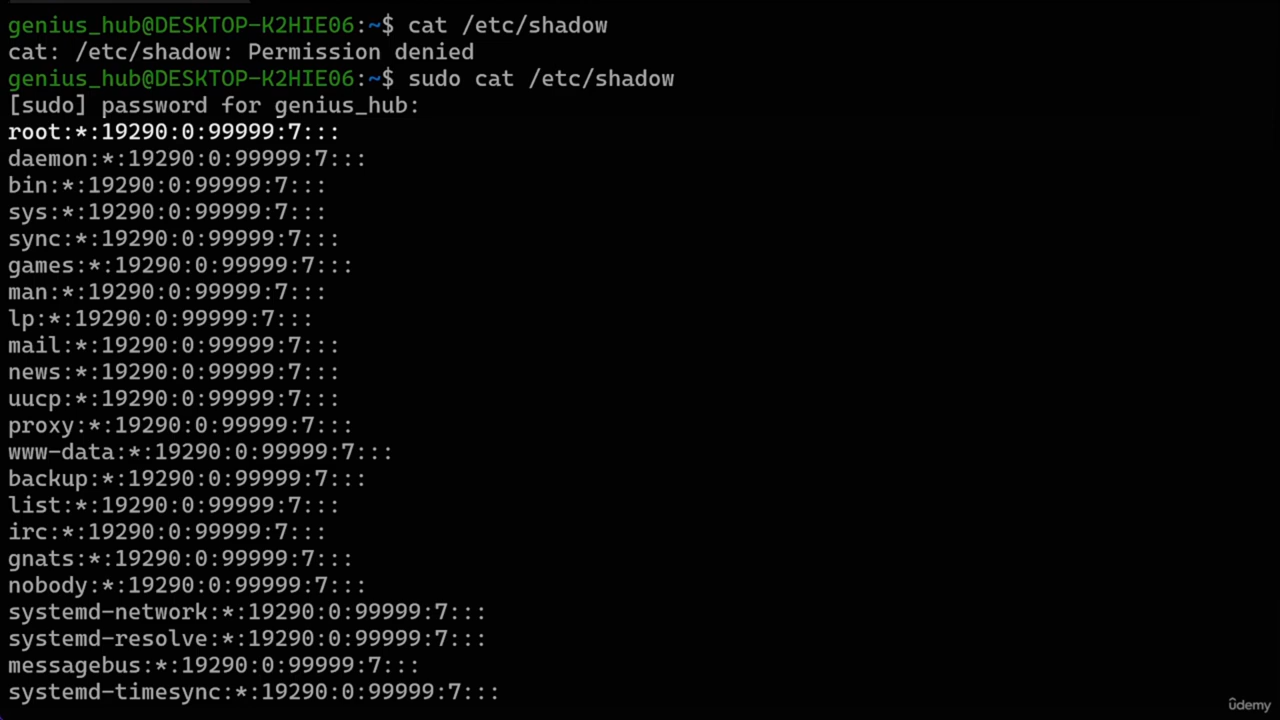 genius_hub@DESKTOP-K2HIE06:~$ cat /etc/shadow
cat: /etc/shadow: Permission denied
genius_hub@DESKTOP-K2HIE06:~$ sudo cat /etc/shadow
[sudo] password for genius_hub:
root:*:19290:0:99999:7:::
daemon:*:19290:0:99999:7:::
bin:*:19290:0:99999:7:::
sys:*:19290:0:99999:7:::
sync:*:19290:0:99999:7:::
games:*:19290:0:99999:7:::
man:*:19290:0:99999:7:::
lp:*:19290:0:99999:7:::
mail:*:19290:0:99999:7:::
news:*:19290:0:99999:7:::
uucp:*:19290:0:99999:7:::
proxy:*:19290:0:99999:7:::
www-data:*:19290:0:99999:7:::
backup:*:19290:0:99999:7:::
list:*:19290:0:99999:7:::
irc:*:19290:0:99999:7:::
gnats:*:19290:0:99999:7:::
nobody:*:19290:0:99999:7:::
systemd-network:*:19290:0:99999:7:::
systemd-resolve:*:19290:0:99999:7:::
messagebus:*:19290:0:99999:7:::
systemd-timesync:*:19290:0:99999:7:::
ûdemy